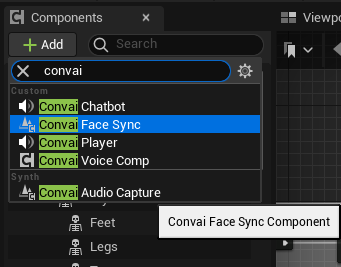 Components
Viewpo
Add
Search
convai
Custom
Convai Chatbot
Convai Face Sync
Convai Player
Convai Voice Comp
Synth
Convai Audio Capture
Convai Face Sync Component
Feet
Legs